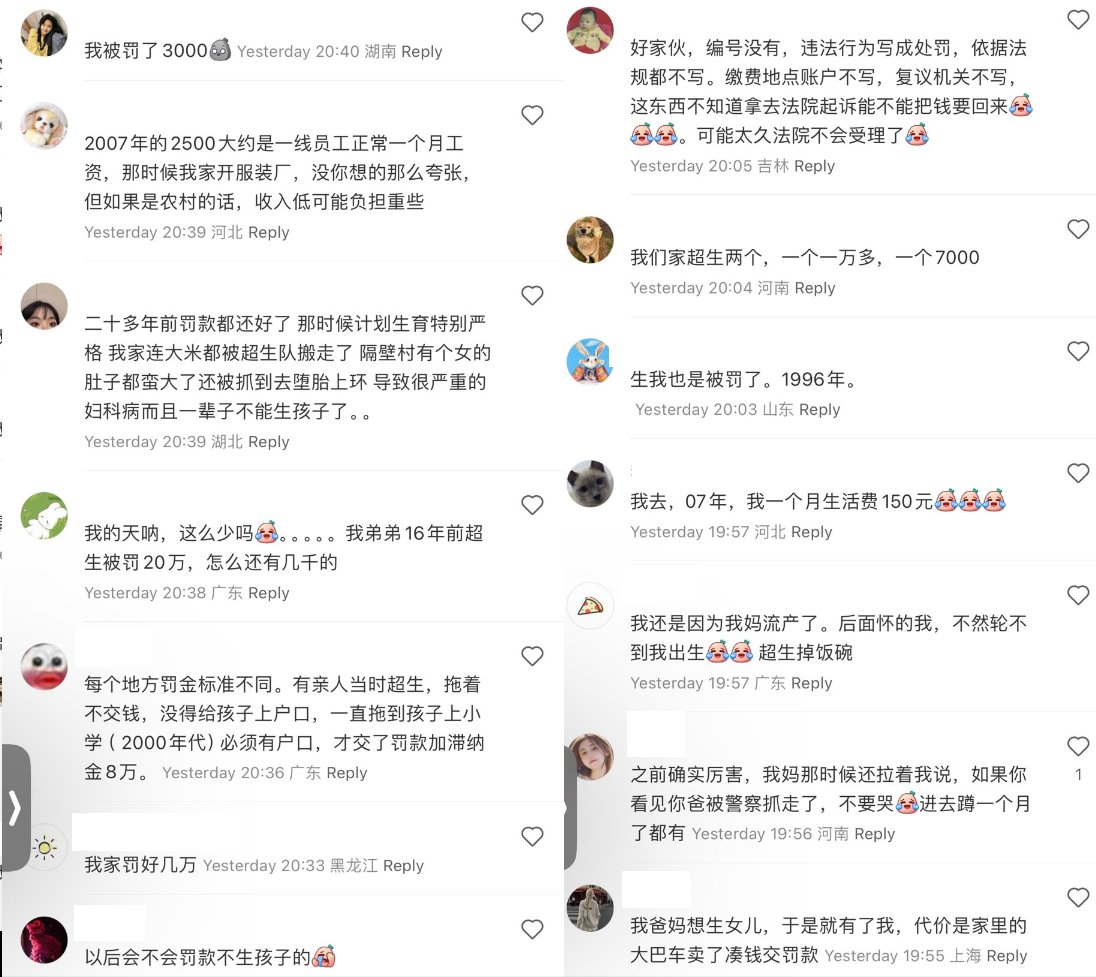 我被罚了3000 Yesterday 20:40 湖南 Reply
2007年的2500大约是一线员工正常一个月工
资，那时候我家开服装厂，没你想的那么夸张，
但如果是农村的话，收入低可能负担重些
Yesterday 20:39 河北 Reply
二十多年前罚款都还好了 那时候计划生育特别严
格 我家连大米都被超生队搬走了 隔壁村有个女的
肚子都蛮大了还被抓到去堕胎上环 导致很严重的
妇科病而且一辈子不能生孩子了。。
Yesterday 20:39 湖北 Reply
我的天呐，这么少吗。。。。。。我弟弟16年前超
生被罚20万，怎么还有几千的
Yesterday 20:38 广东 Reply
每个地方罚金标准不同。有亲人当时超生，拖着
不交钱，没得给孩子上户口，一直拖到孩子上小
学（2000年代）必须有户口，才交了罚款加滞纳
金8万。 Yesterday 20:36 广东 Reply
我家罚好几万 Yesterday 20:33 黑龙江 Reply
以后会不会罚款不生孩子的
好家伙，编号没有，违法行为写成处罚，依据法
规都不写。缴费地点账户不写，复议机关不写，
这东西不知道拿去法院起诉能不能把钱要回来
。可能太久法院不会受理了
Yesterday 20:05 吉林 Reply
我们家超生两个，一个一万多，一个7000
Yesterday 20:04 河南 Reply
生我也是被罚了。1996年。
Yesterday 20:03 山东 Reply
我去，07年，我一个月生活费150元
Yesterday 19:57 河北 Reply
我还是因为我妈流产了。后面怀的我，不然轮不
到我出生 超生掉饭碗
Yesterday 19:57 广东 Reply
之前确实厉害，我妈那时候还拉着我说，如果你
看见你爸被警察抓走了，不要哭进去蹲一个月
了都有 Yesterday 19:56 河南 Reply
1
我爸妈想生女儿，于是就有了我，代价是家里的
大巴车卖了凑钱交罚款 Yesterday 19:55 上海 Reply